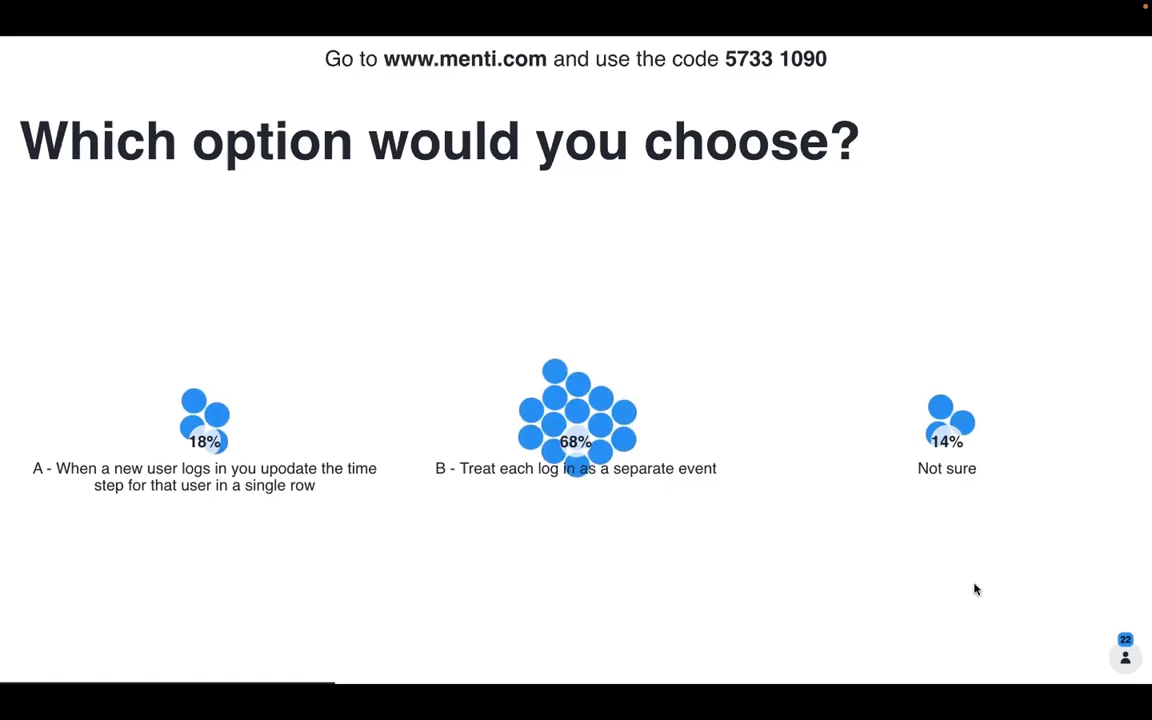 Go to www.menti.com and use the code 5733 1090
Which option would you choose?
18%
68%
14%
A - When a new user logs in you upodate the time
step for that user in a single row
B - Treat each log in as a separate event
Not sure
22